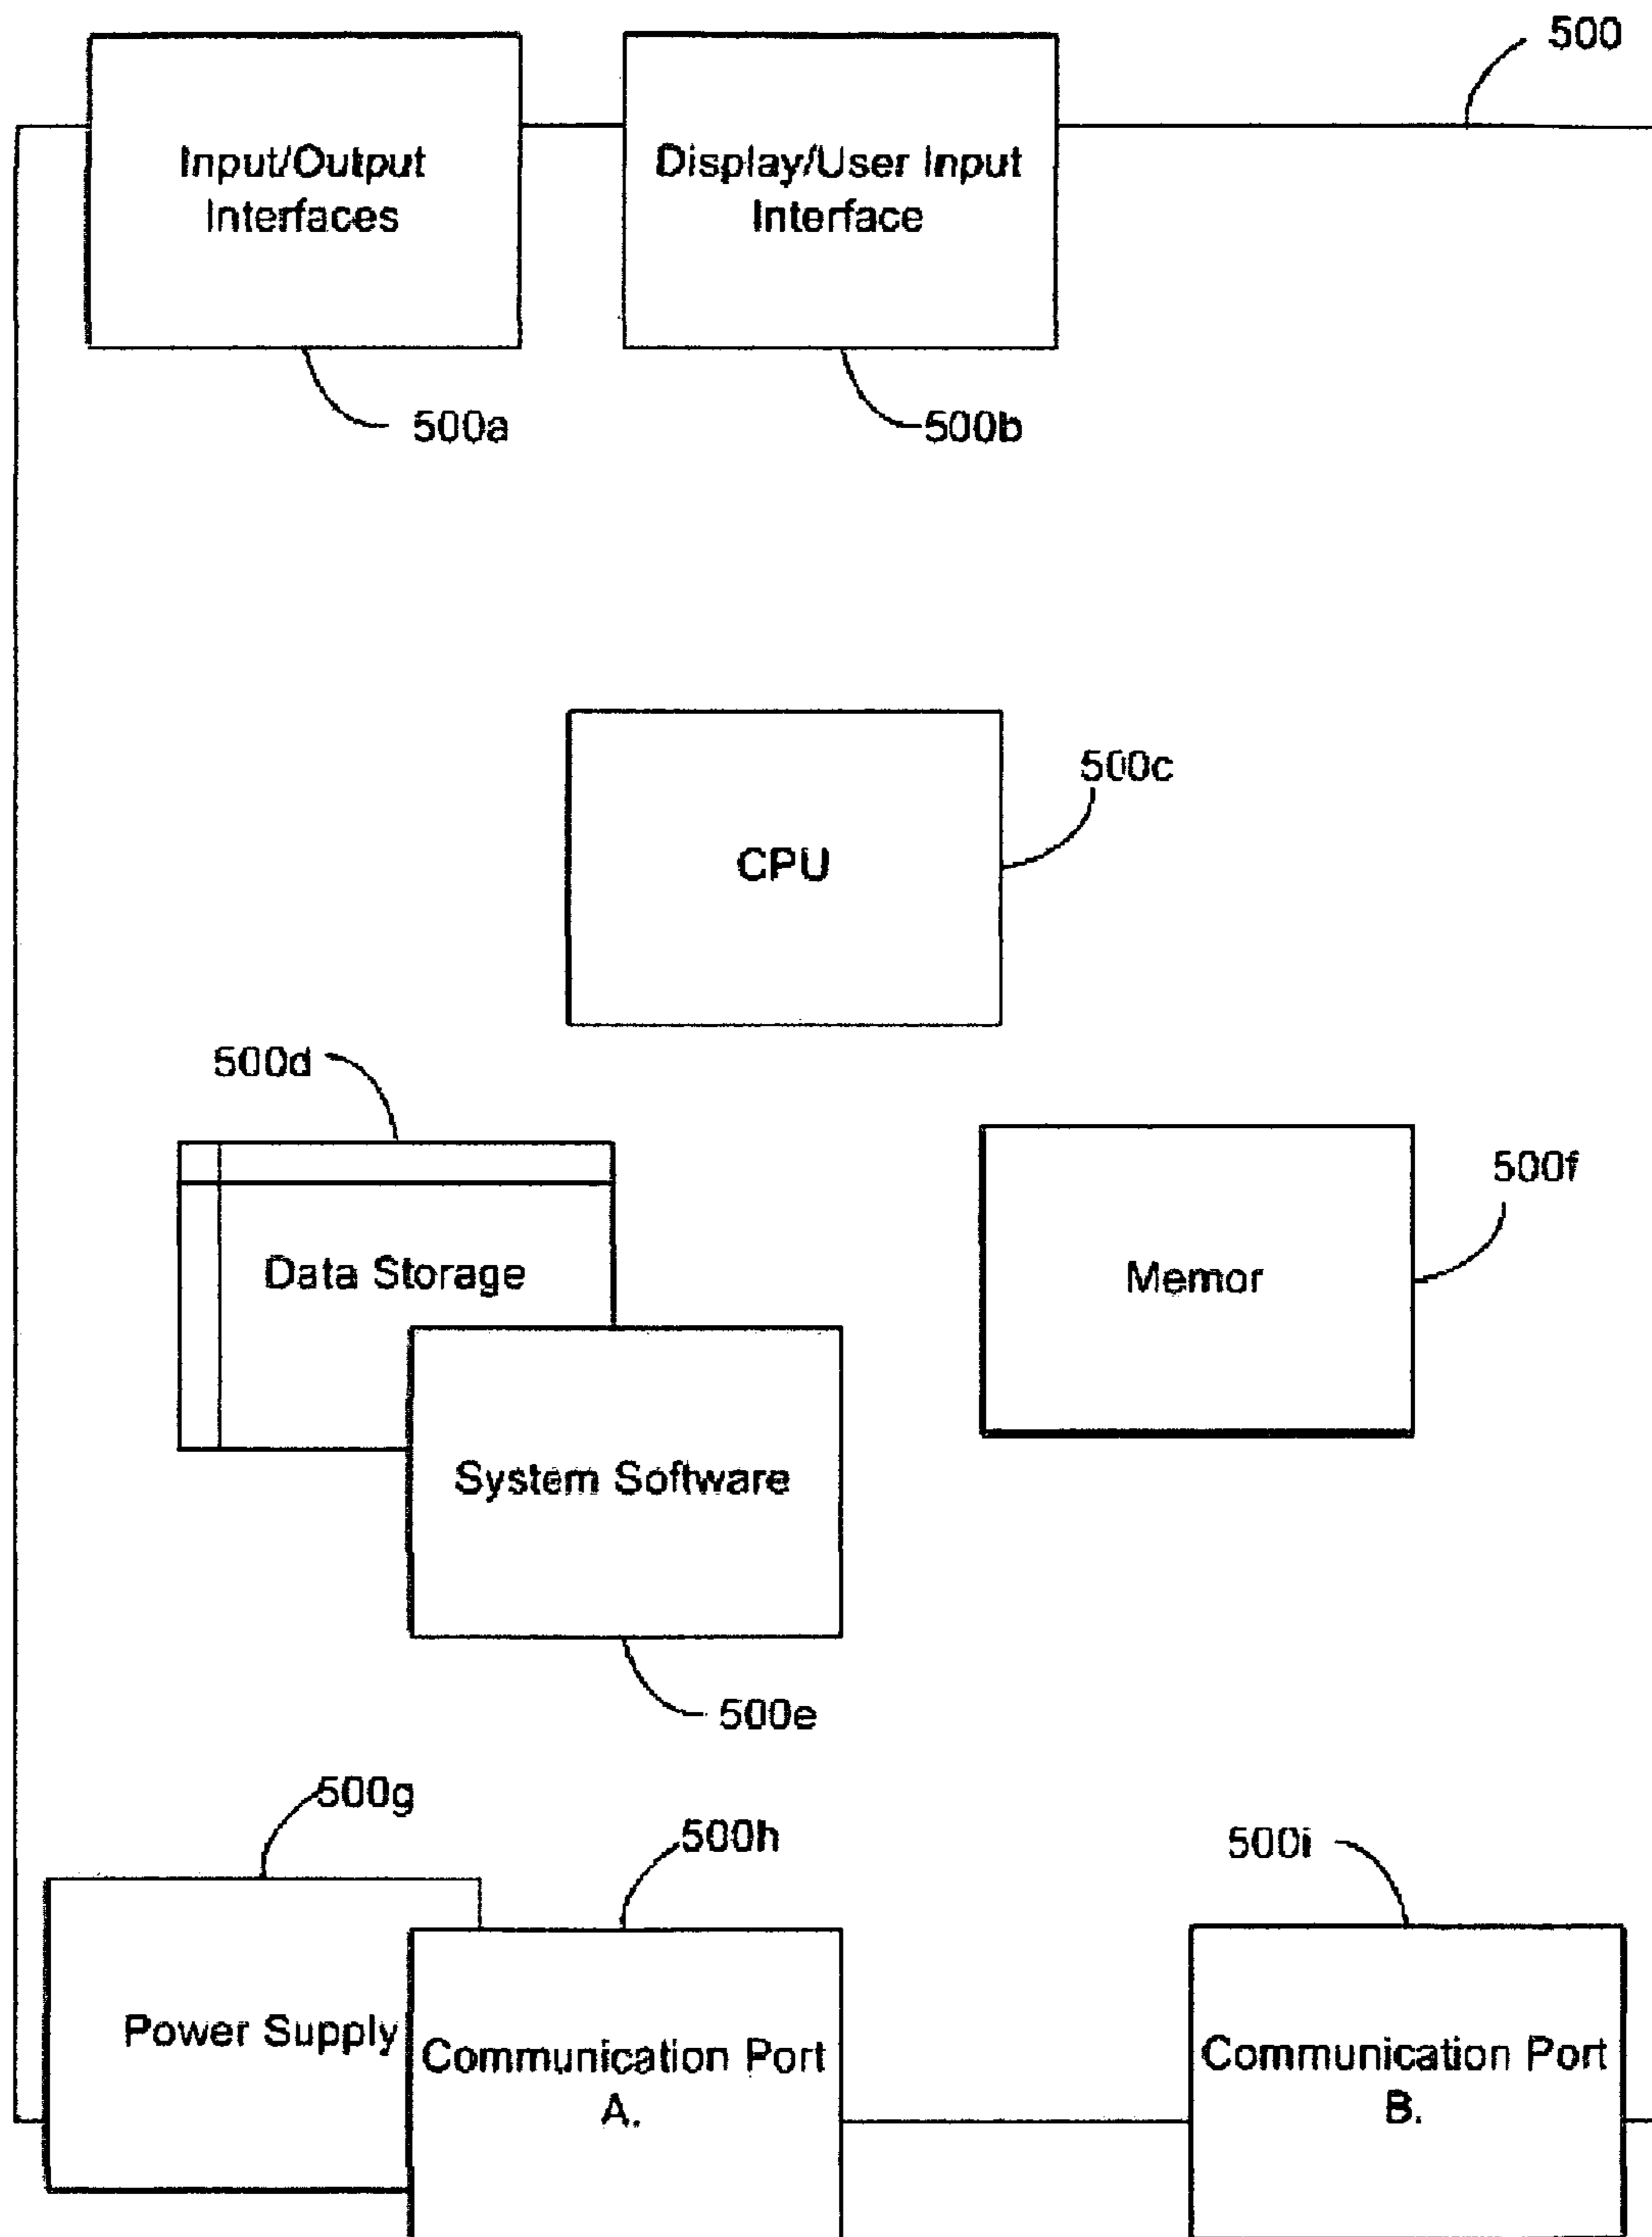 500
Input/Output
Interfaces
Display/User Input
Interface
500a
500b
500c
CPU
500d
500f
Data Storage
Memor
System Software
500e
500g
500h
500i
Power Supply
Communication Port
A.
Communication Port
B.